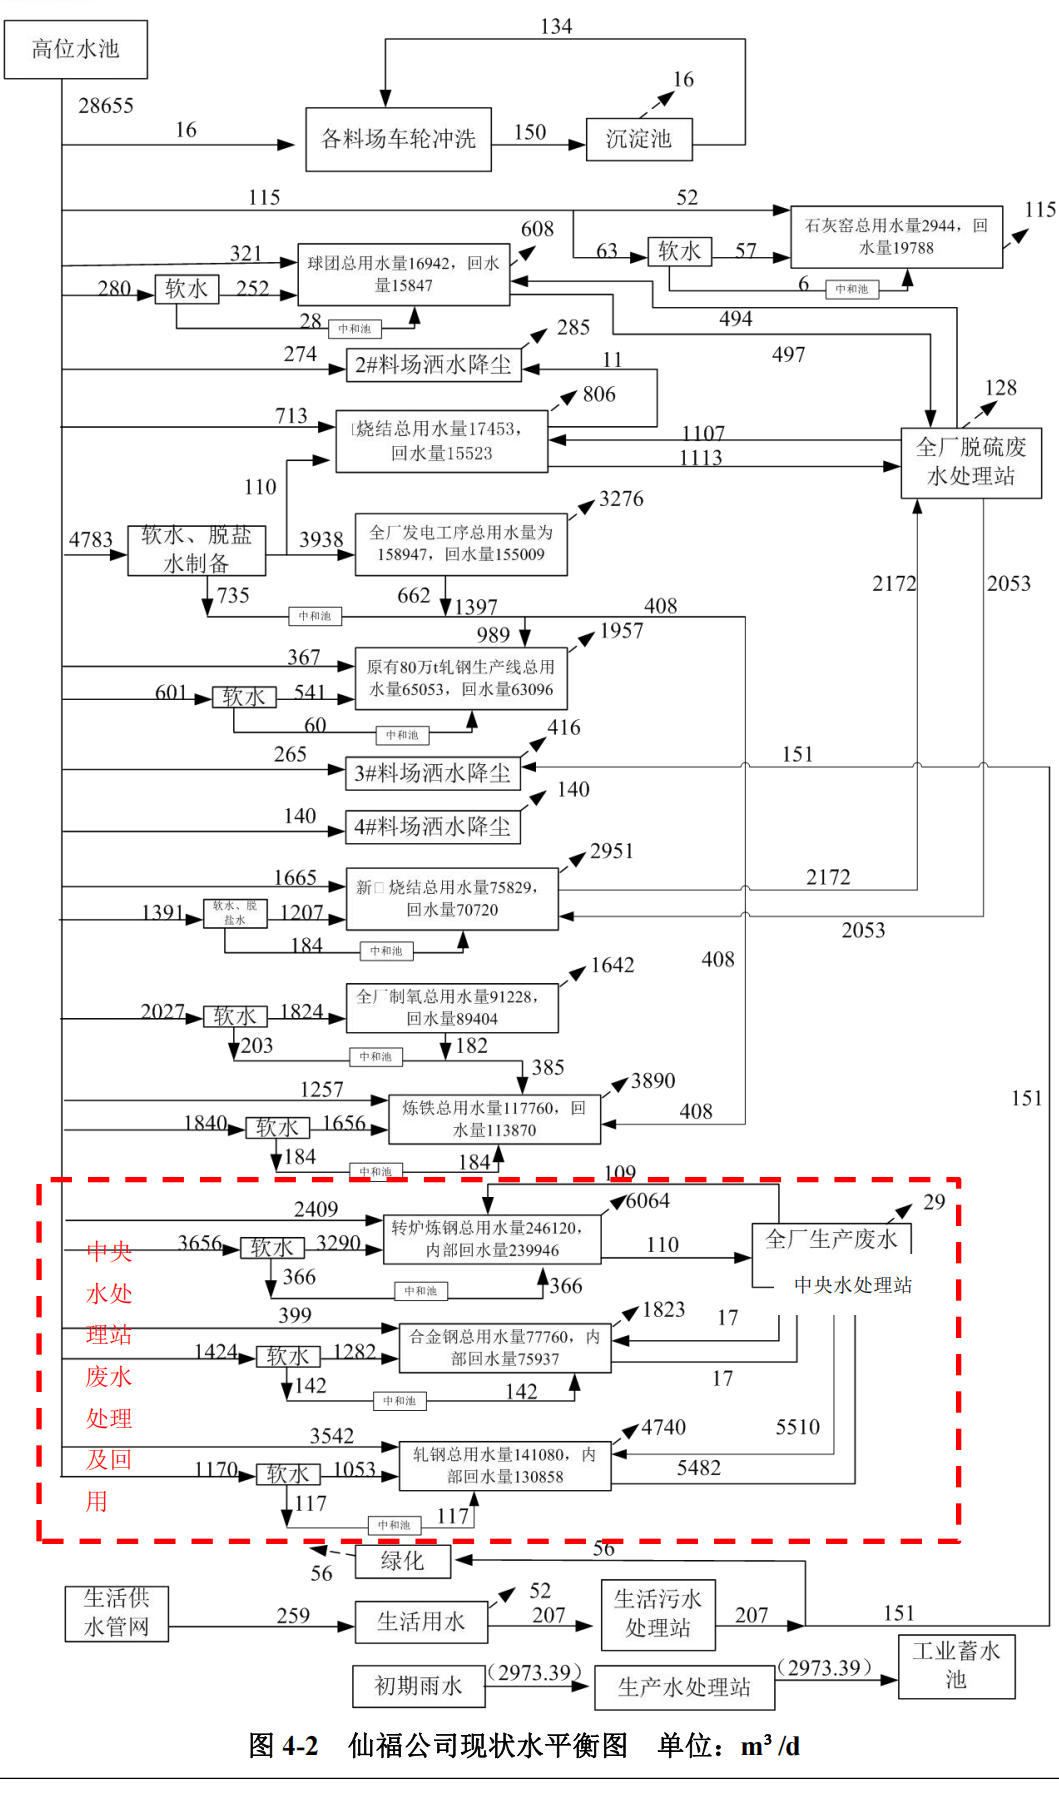 134
高位水池
28655
16
16
各料场车轮冲洗
150
沉淀池
115
52
115
608
石灰窑总用水量2944，回
水量19788
321
球团总用水量16942，回水
量15847
63
软水
57
280
软水
252
6
中和池
28
中和池
494
497
285
274
2#料场洒水降尘
11
806
128
713
烧结总用水量17453，
回水量15523
1107
1113
全厂脱硫废
水处理站
110
3276
4783
软水、脱盐
水制备
3938
全厂发电工序总用水量为
158947，回水量155009
2172
2053
735
662
1397
408
中和池
989
1957
367
原有80万t轧钢生产线总用
水量65053，回水量63096
601
软水
541
60
中和池
416
265
3#料场洒水降尘
151
140
140
4#料场洒水降尘
2951
1665
新 烧结总用水量75829，
回水量70720
2172
1391
软水、脱
盐水
1207
2053
184
中和池
408
1642
2027
软水
1824
全厂制氧总用水量91228，
回水量89404
203
182
中和池
385
3890
1257
炼铁总用水量117760，回
水量113870
408
151
1840
软水
1656
184
中和池
184
109
6064
29
2409
转炉炼钢总用水量246120，
内部回水量239946
110
全厂生产废水
中央水处理站
3656
软水
3290
366
中和池
366
中央
水处
理站
废水
处理
及回
用
399
1823
17
合金钢总用水量77760，内
部回水量75937
1424
软水
1282
17
142
中和池
142
4740
5510
3542
轧钢总用水量141080，内
部回水量130858
5482
1170
软水
1053
117
中和池
117
56
绿化
56
生活供
水管网
259
生活用水
52
207
生活污水
处理站
207
151
初期雨水
（2973.39）
生产水处理站
（2973.39）
工业蓄水
池
图 4-2 仙福公司现状水平衡图 单位：m³ /d